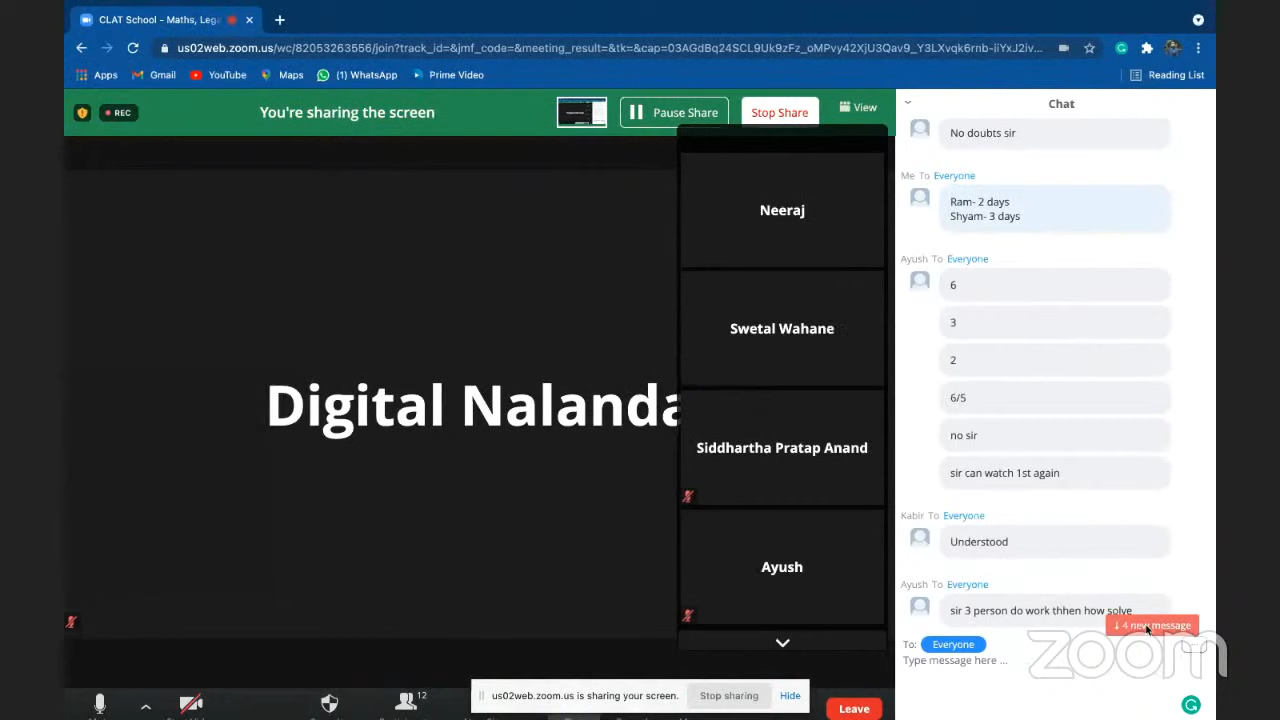 CLAT School - Maths, Lega
us02web.zoom.us/wc/82053263556/join?track_id=&jmf_code=&meeting_result=&tk=&cap=03AGdBq24SCL9Uk9zFz_oMPvy42XjU3Qav9_Y3LXvqk6rnb-iiYxJ2iv...
Apps Gmail YouTube Maps (1) WhatsApp Prime Video Reading List
REC
You're sharing the screen
Pause Share
Stop Share
View
Neeraj
Swetal Wahane
Siddhartha Pratap Anand
Ayush
Digital Nalanda
us02web.zoom.us is sharing your screen.
Stop sharing
Hide
12
Leave
Chat
No doubts sir
Me To Everyone
Ram- 2 days
Shyam- 3 days
Ayush To Everyone
6
3
2
6/5
no sir
sir can watch 1st again
Kabir To Everyone
Understood
Ayush To Everyone
sir 3 person do work thhen how solve
↓ 4 new message
To: Everyone
Type message here ...
zoom